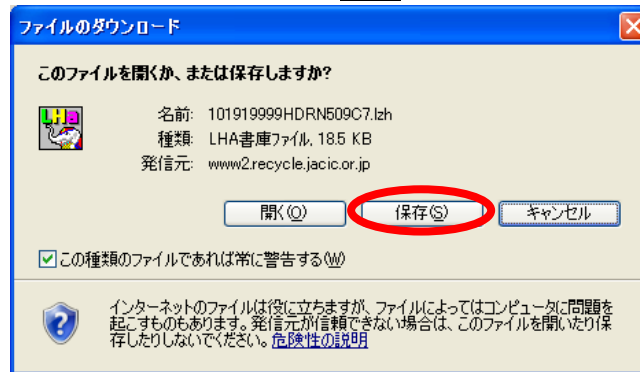 ファイルのダウンロード
このファイルを開くか、または保存しますか?
名前: 101919999HDRN509C7.lzh
種類: LHA書庫ファイル, 18.5 KB
発信元: www2.recycle.jacic.or.jp
開く(O) 保存(S) キャンセル
この種類のファイルであれば常に警告する(W)
インターネットのファイルは役に立ちますが、ファイルによってはコンピュータに問題を
起こすものもあります。発信元が信頼できない場合は、このファイルを開いたり保
存したりしないでください。危険性の説明